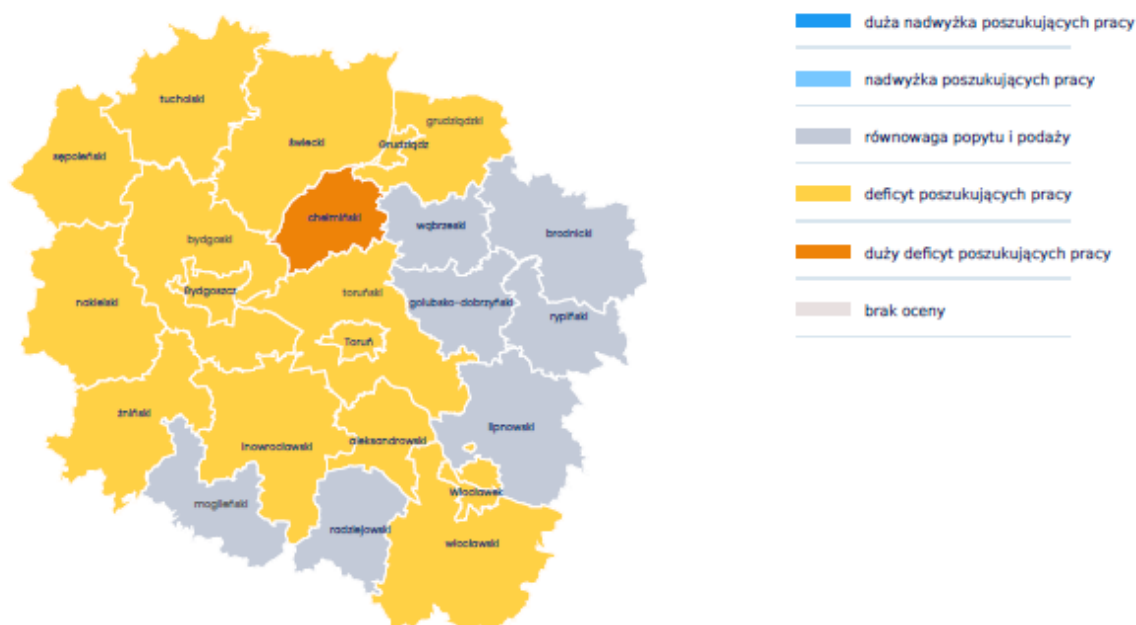 duża nadwyżka poszukujących pracy
nadwyżka poszukujących pracy
równowaga popytu i podaży
deficyt poszukujących pracy
duży deficyt poszukujących pracy
brak oceny
tucholski
grudziądzki
świecki
Grudziądz
sępoleński
chełmiński
wąbrzeski
brodnicki
bydgoski
Bydgoszcz
toruński
nakielski
golubsko-dobrzyński
rypiński
Toruń
żniński
lipnowski
inowrocławski
aleksandrowski
Włocławek
mogileński
radziejowski
włocławski